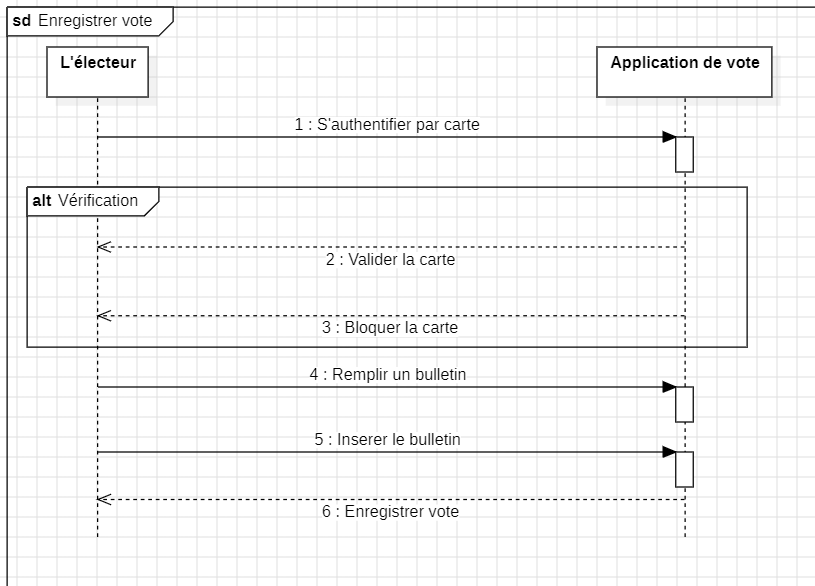 sd Enregistrer vote
L'électeur
Application de vote
1 : S'authentifier par carte
alt Vérification
2 : Valider la carte
3 : Bloquer la carte
4 : Remplir un bulletin
5 : Inserer le bulletin
6 : Enregistrer vote